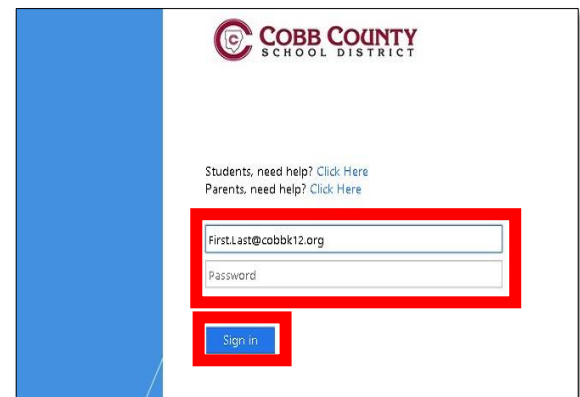 C
COBB COUNTY
SCHOOL DISTRICT
Students, need help? Click Here
Parents, need help? Click Here
First.Last@cobbk12.org
Password
Sign in